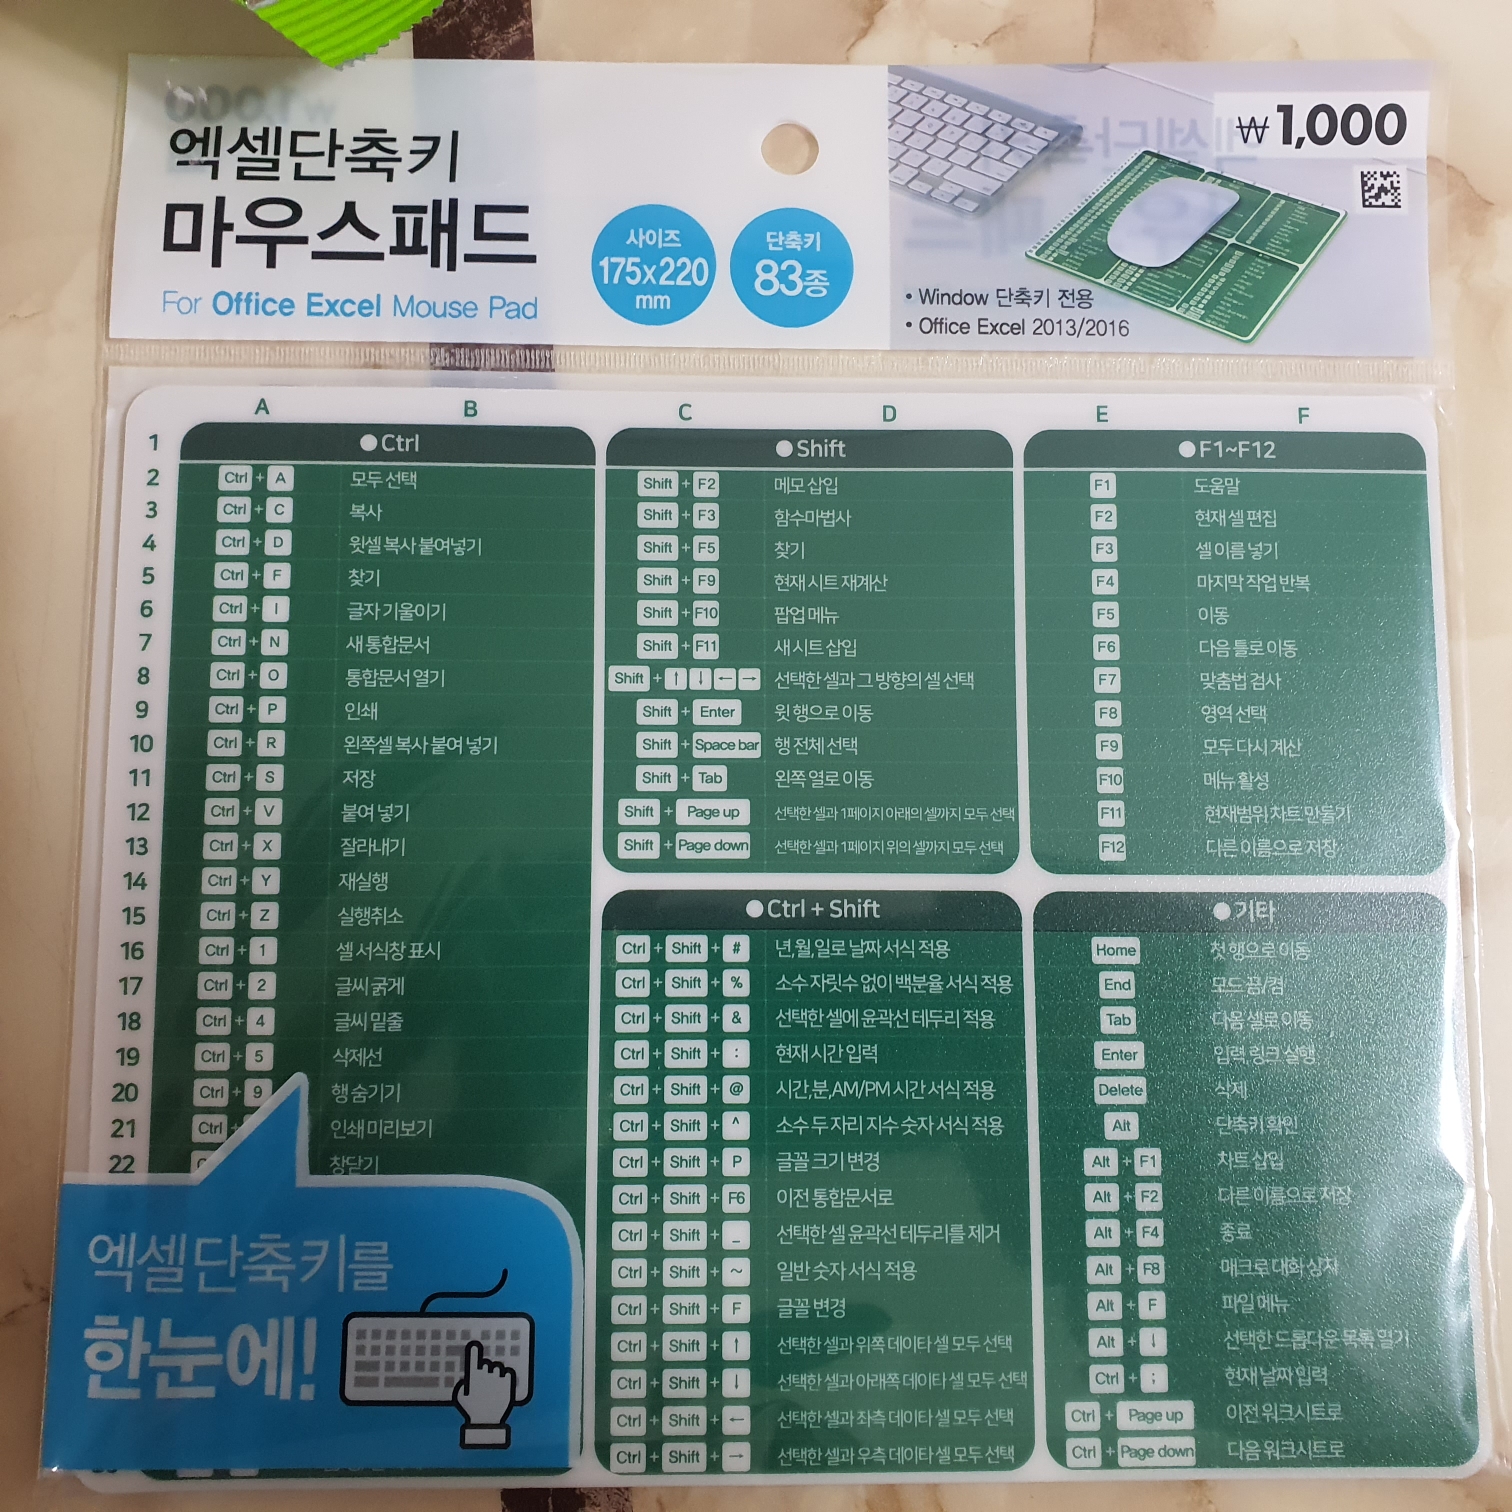 엑셀단축키
마우스패드
For Office Excel Mouse Pad
사이즈
175x220
mm
단축키
83종
₩1,000
• Window 단축키 전용
• Office Excel 2013/2016
A B C D E F
1 ●Ctrl
2 Ctrl + A 모두 선택
3 Ctrl + C 복사
4 Ctrl + D 윗셀 복사 붙여넣기
5 Ctrl + F 찾기
6 Ctrl + I 글자 기울이기
7 Ctrl + N 새 통합문서
8 Ctrl + O 통합문서 열기
9 Ctrl + P 인쇄
10 Ctrl + R 왼쪽셀 복사 붙여 넣기
11 Ctrl + S 저장
12 Ctrl + V 붙여 넣기
13 Ctrl + X 잘라내기
14 Ctrl + Y 재실행
15 Ctrl + Z 실행취소
16 Ctrl + 1 셀 서식창 표시
17 Ctrl + 2 글씨 굵게
18 Ctrl + 4 글씨 밑줄
19 Ctrl + 5 삭제선
20 Ctrl + 9 행 숨기기
21 Ctrl + 인쇄 미리보기
22 창닫기
엑셀단축키를
한눈에!
●Shift
Shift + F2 메모 삽입
Shift + F3 함수마법사
Shift + F5 찾기
Shift + F9 현재 시트 재계산
Shift + F10 팝업 메뉴
Shift + F11 새 시트 삽입
Shift + ↑ ↓ ← → 선택한 셀과 그 방향의 셀 선택
Shift + Enter 윗 행으로 이동
Shift + Space bar 행 전체 선택
Shift + Tab 왼쪽 열로 이동
Shift + Page up 선택한 셀과 1페이지 아래의 셀까지 모두 선택
Shift + Page down 선택한 셀과 1페이지 위의 셀까지 모두 선택
●Ctrl + Shift
Ctrl + Shift + # 년,월,일로 날짜 서식 적용
Ctrl + Shift + % 소수 자릿수 없이 백분율 서식 적용
Ctrl + Shift + & 선택한 셀에 윤곽선 테두리 적용
Ctrl + Shift + : 현재 시간 입력
Ctrl + Shift + @ 시간,분,AM/PM 시간 서식 적용
Ctrl + Shift + ^ 소수 두 자리 지수 숫자 서식 적용
Ctrl + Shift + P 글꼴 크기 변경
Ctrl + Shift + F6 이전 통합문서로
Ctrl + Shift + _ 선택한 셀 윤곽선 테두리를 제거
Ctrl + Shift + ~ 일반 숫자 서식 적용
Ctrl + Shift + F 글꼴 변경
Ctrl + Shift + ↑ 선택한 셀과 위쪽 데이타 셀 모두 선택
Ctrl + Shift + ↓ 선택한 셀과 아래쪽 데이타 셀 모두 선택
Ctrl + Shift + ← 선택한 셀과 좌측 데이타 셀 모두 선택
Ctrl + Shift + → 선택한 셀과 우측 데이타 셀 모두 선택
●F1~F12
F1 도움말
F2 현재 셀 편집
F3 셀 이름 넣기
F4 마지막 작업 반복
F5 이동
F6 다음 틀로 이동
F7 맞춤법 검사
F8 영역 선택
F9 모두 다시 계산
F10 메뉴 활성
F11 현재범위 차트 만들기
F12 다른 이름으로 저장
●기타
Home 첫 행으로 이동
End 모드 끔/켬
Tab 다음 셀로 이동
Enter 입력, 링크 실행
Delete 삭제
Alt 단축키 확인
Alt + F1 차트 삽입
Alt + F2 다른 이름으로 저장
Alt + F4 종료
Alt + F8 매크로 대화 상자
Alt + F 파일 메뉴
Alt + ↓ 선택한 드롭다운 목록 열기
Ctrl + ; 현재 날짜 입력
Ctrl + Page up 이전 워크시트로
Ctrl + Page down 다음 워크시트로